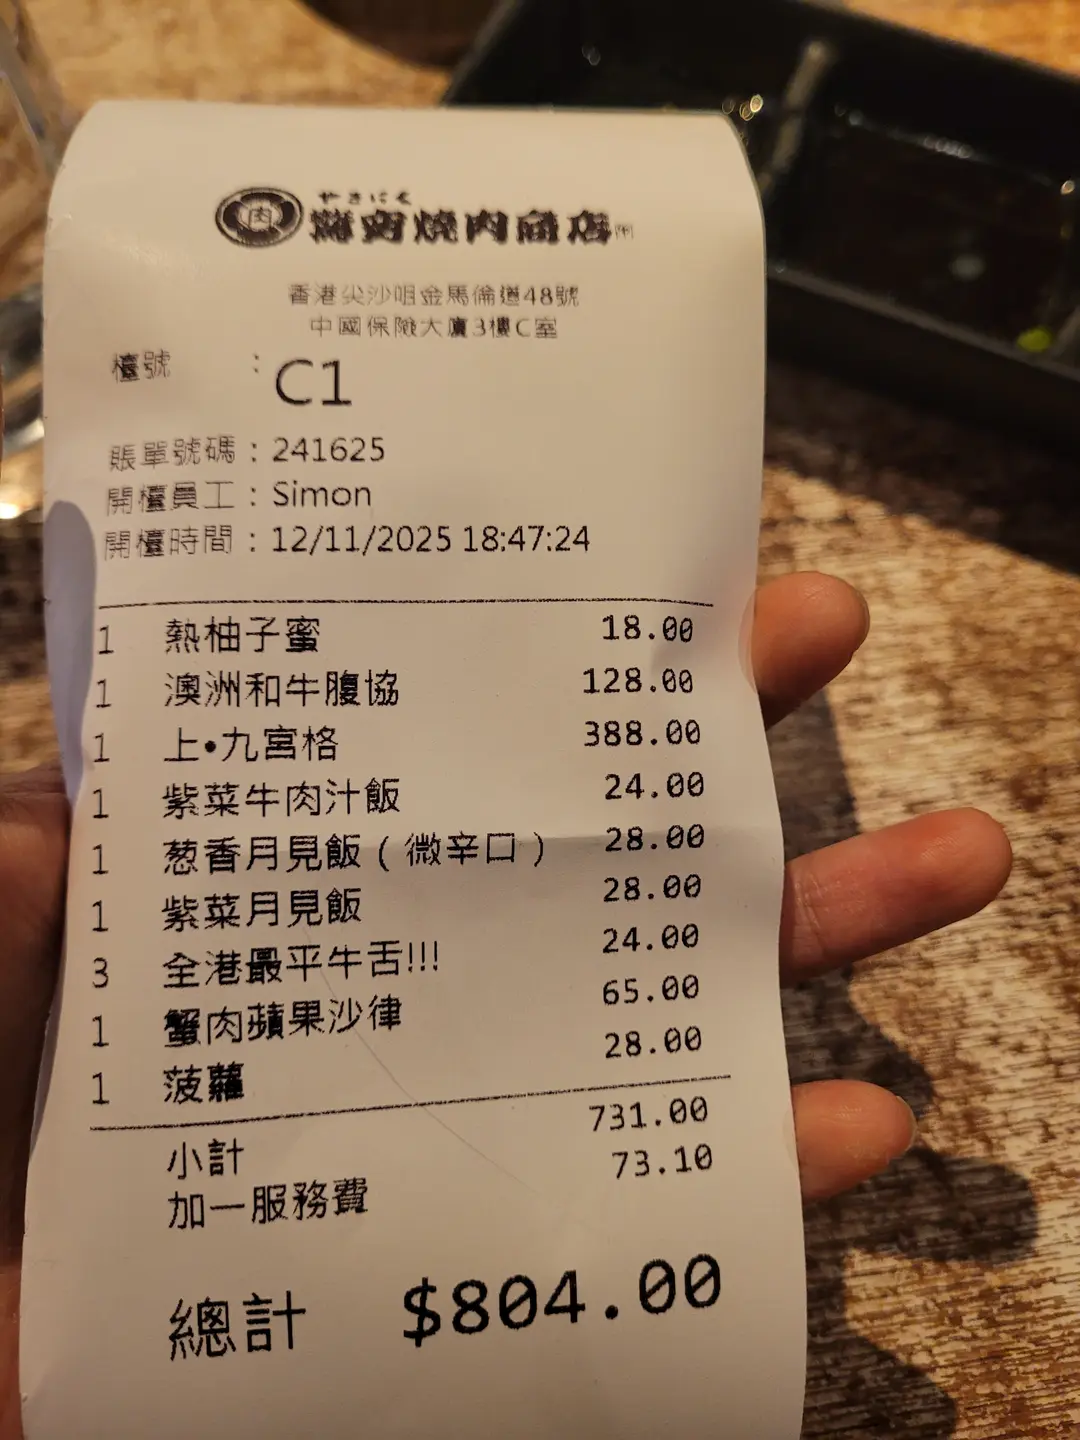 肉 やきにく
燒肉商店
香港尖沙咀金馬倫道48號
中國保險大廈3樓C室
檯號 : C1
賬單號碼 : 241625
開檯員工 : Simon
開檯時間 : 12/11/2025 18:47:24
1 熱柚子蜜 18.00
1 澳洲和牛腹協 128.00
1 上•九宮格 388.00
1 紫菜牛肉汁飯 24.00
1 葱香月見飯(微辛口) 28.00
1 紫菜月見飯 28.00
3 全港最平牛舌!!! 24.00
1 蟹肉蘋果沙律 65.00
1 菠蘿 28.00
小計 731.00
加一服務費 73.10
總計 $804.00